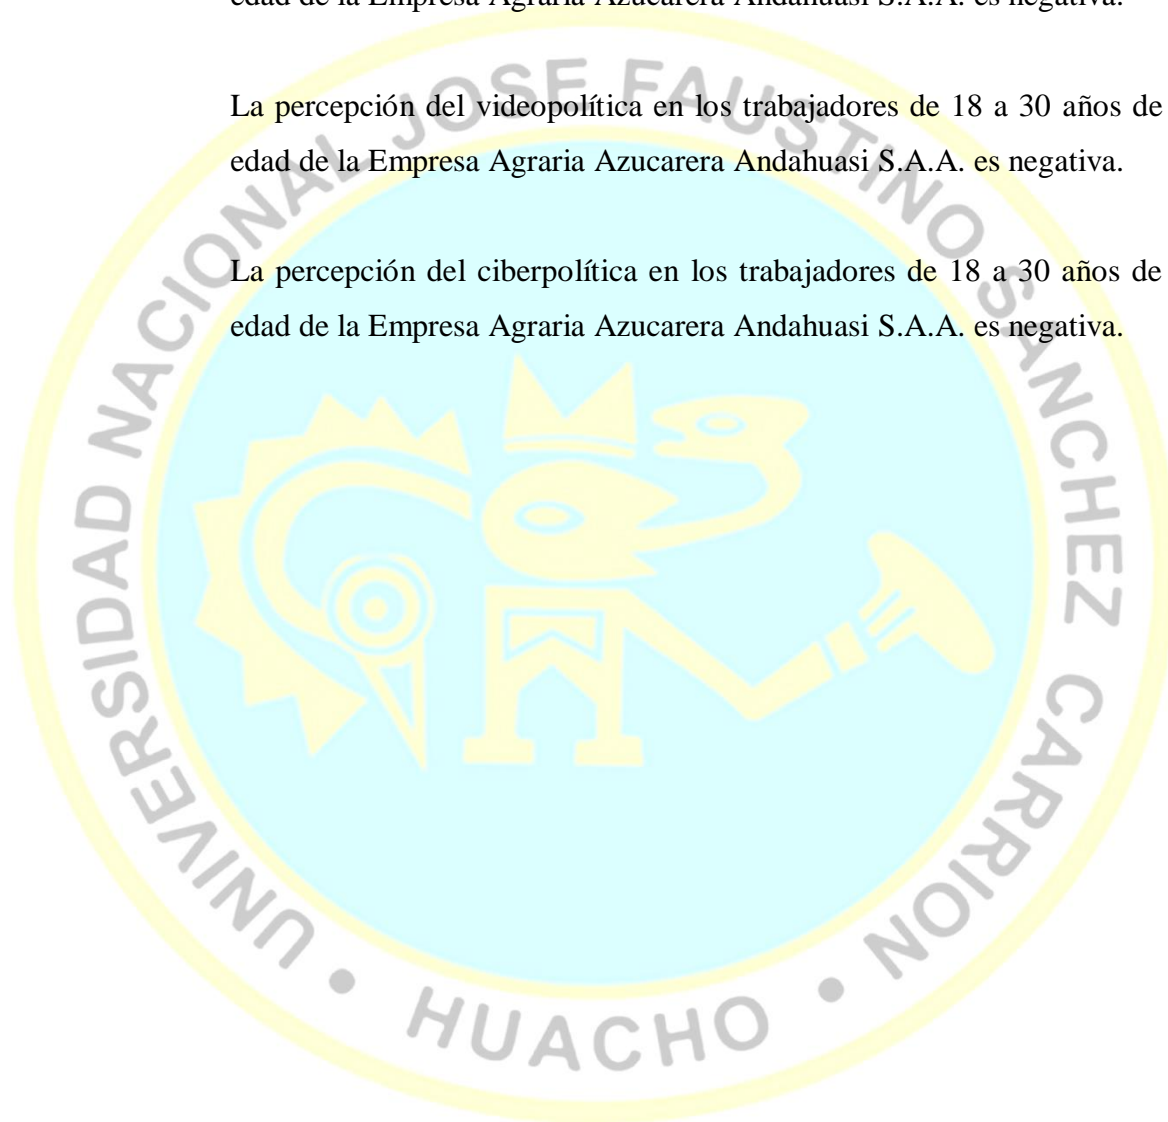 edad de la Empresa Agraria Azucarera Andahuasi S.A.A. es negativa.
La percepción del videopolítica en los trabajadores de 18 a 30 años de
edad de la Empresa Agraria Azucarera Andahuasi S.A.A. es negativa.
La percepción del ciberpolítica en los trabajadores de 18 a 30 años de
edad de la Empresa Agraria Azucarera Andahuasi S.A.A. es negativa.
UNIVERSIDAD NACIONAL JOSE FAUSTINO SANCHEZ CARRION
• HUACHO •